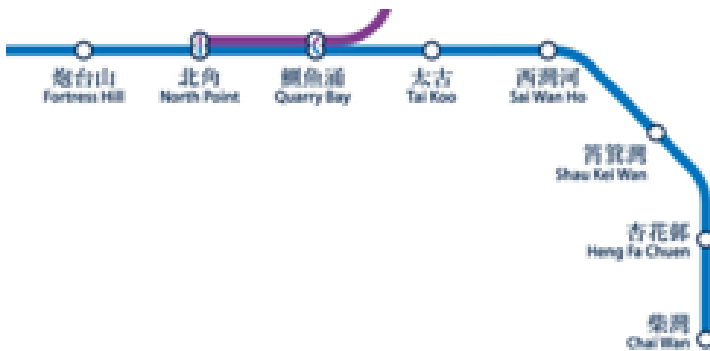 炮台山
Fortress Hill
北角
North Point
鰂魚涌
Quarry Bay
太古
Tai Koo
西灣河
Sai Wan Ho
筲箕灣
Shau Kei Wan
杏花邨
Heng Fa Chuen
柴灣
Chai Wan